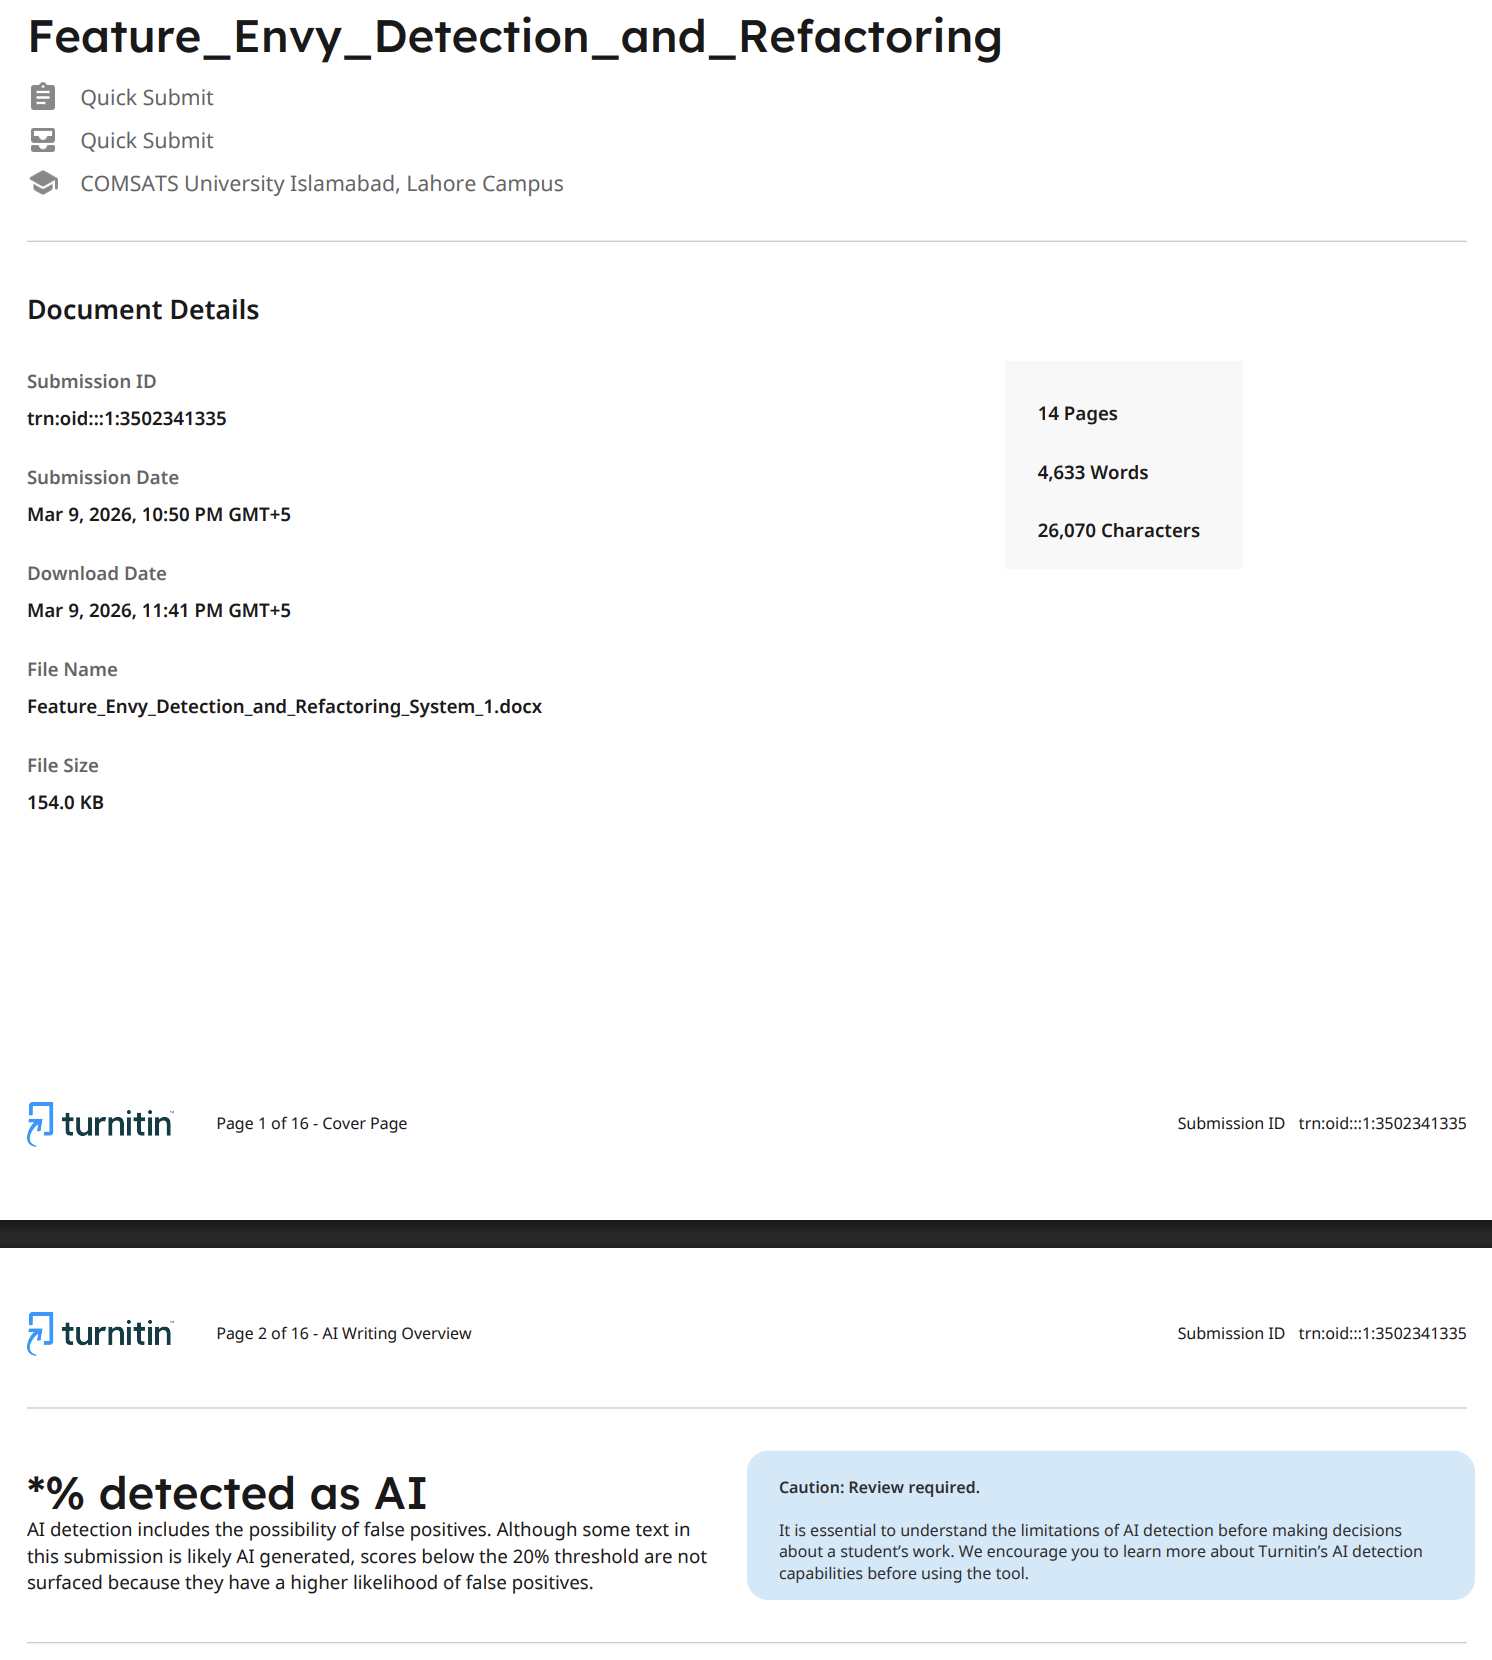 Feature_Envy_Detection_and_Refactoring
Quick Submit
Quick Submit
COMSATS University Islamabad, Lahore Campus
Document Details
Submission ID
trn:oid:::1:3502341335
Submission Date
Mar 9, 2026, 10:50 PM GMT+5
Download Date
Mar 9, 2026, 11:41 PM GMT+5
File Name
Feature_Envy_Detection_and_Refactoring_System_1.docx
File Size
154.0 KB
14 Pages
4,633 Words
26,070 Characters
turnitin Page 1 of 16 - Cover Page Submission ID trn:oid:::1:3502341335
turnitin Page 2 of 16 - AI Writing Overview Submission ID trn:oid:::1:3502341335
*% detected as AI
AI detection includes the possibility of false positives. Although some text in
this submission is likely AI generated, scores below the 20% threshold are not
surfaced because they have a higher likelihood of false positives.
Caution: Review required.
It is essential to understand the limitations of AI detection before making decisions
about a student’s work. We encourage you to learn more about Turnitin’s AI detection
capabilities before using the tool.